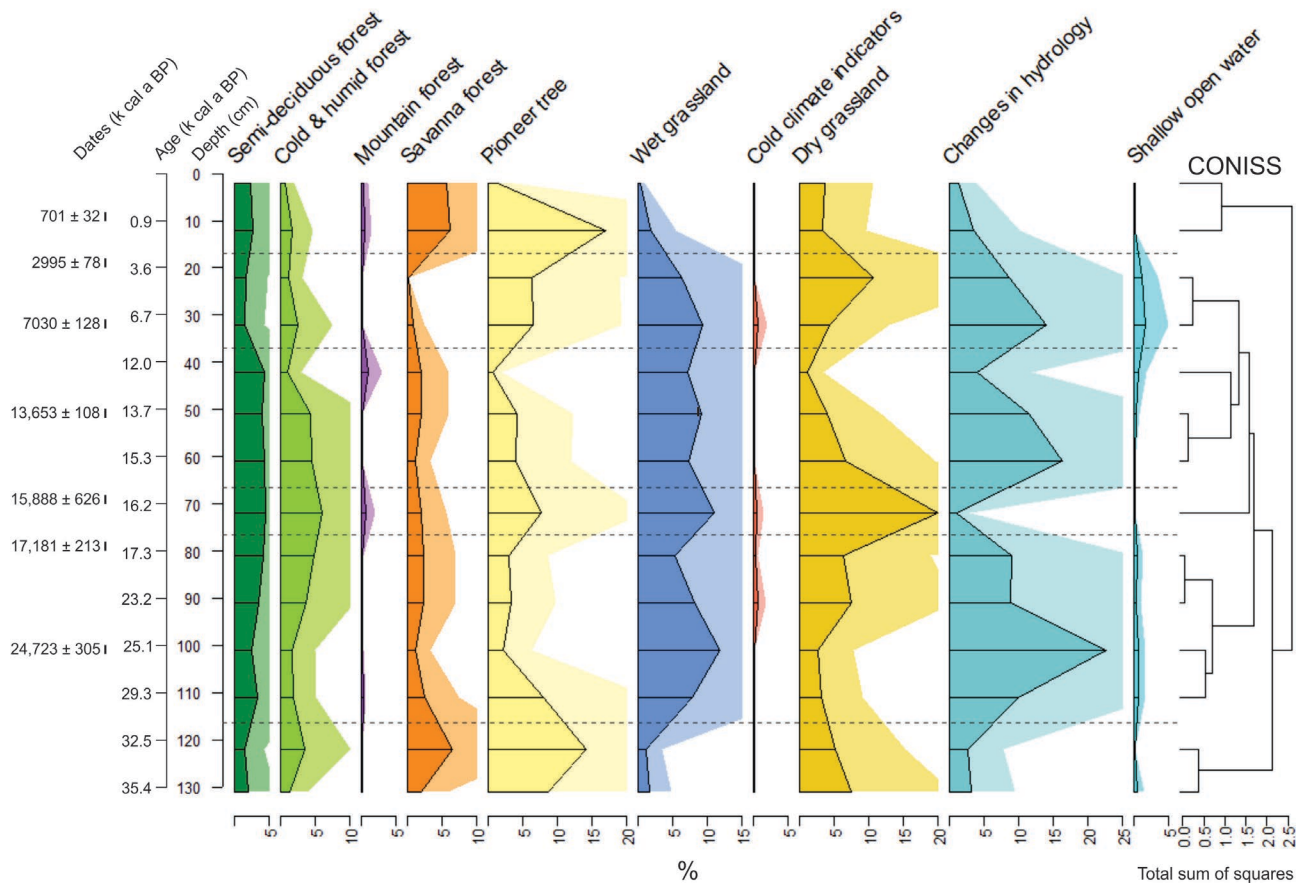 Dates (k cal a BP)
Age (k cal a BP)
Depth (cm)
Semi-deciduous forest
Cold & humid forest
Mountain forest
Savanna forest
Pioneer tree
Wet grassland
Cold climate indicators
Dry grassland
Changes in hydrology
Shallow open water
CONISS
701 ± 32
2995 ± 78
7030 ± 128
13,653 ± 108
15,888 ± 626
17,181 ± 213
24,723 ± 305
0.9
3.6
6.7
12.0
13.7
15.3
16.2
17.3
23.2
25.1
29.3
32.5
35.4
0
10
20
30
40
50
60
70
80
90
100
110
120
130
5
5 10
5
5 10
5 10 15 20
5 10 15
5
5 10 15 20
5 10 15 20 25
5
0.0 0.5 1.0 1.5 2.0 2.5
%
Total sum of squares